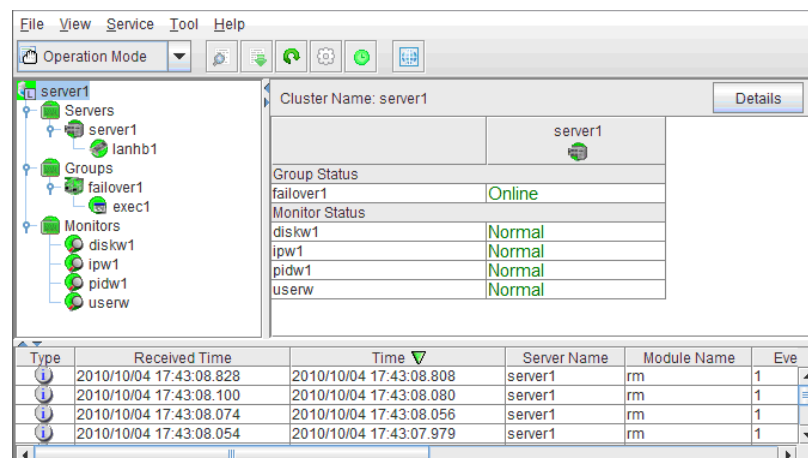 File View Service Tool Help
Operation Mode
server1
Servers
server1
lanhb1
Groups
failover1
exec1
Monitors
diskw1
ipw1
pidw1
userw
Cluster Name: server1
Details
server1
Group Status
failover1 Online
Monitor Status
diskw1 Normal
ipw1 Normal
pidw1 Normal
userw Normal
Type Received Time Time Server Name Module Name Eve
2010/10/04 17:43:08.828 2010/10/04 17:43:08.808 server1 rm 1
2010/10/04 17:43:08.100 2010/10/04 17:43:08.080 server1 rm 1
2010/10/04 17:43:08.074 2010/10/04 17:43:08.056 server1 rm 1
2010/10/04 17:43:08.054 2010/10/04 17:43:07.979 server1 rm 1